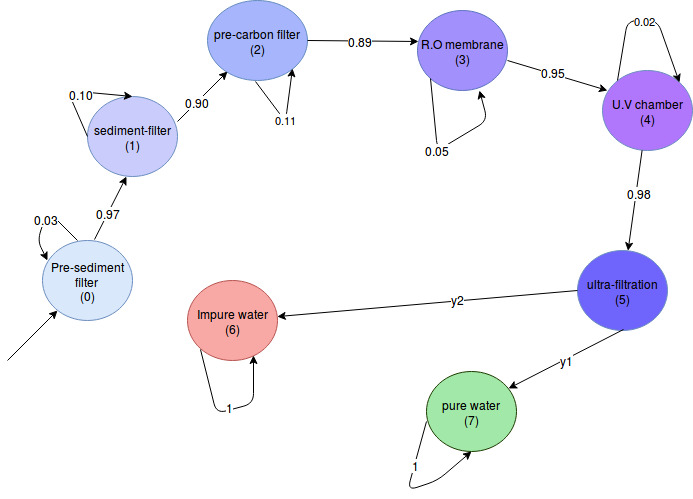 pre-carbon filter
(2)
0.89
R.O membrane
(3)
0.02
0.95
U.V chamber
(4)
0.10
0.90
0.11
sediment-filter
(1)
0.05
0.98
0.97
0.03
Pre-sediment
filter
(0)
ultra-filtration
(5)
y2
Impure water
(6)
y1
1
pure water
(7)
1